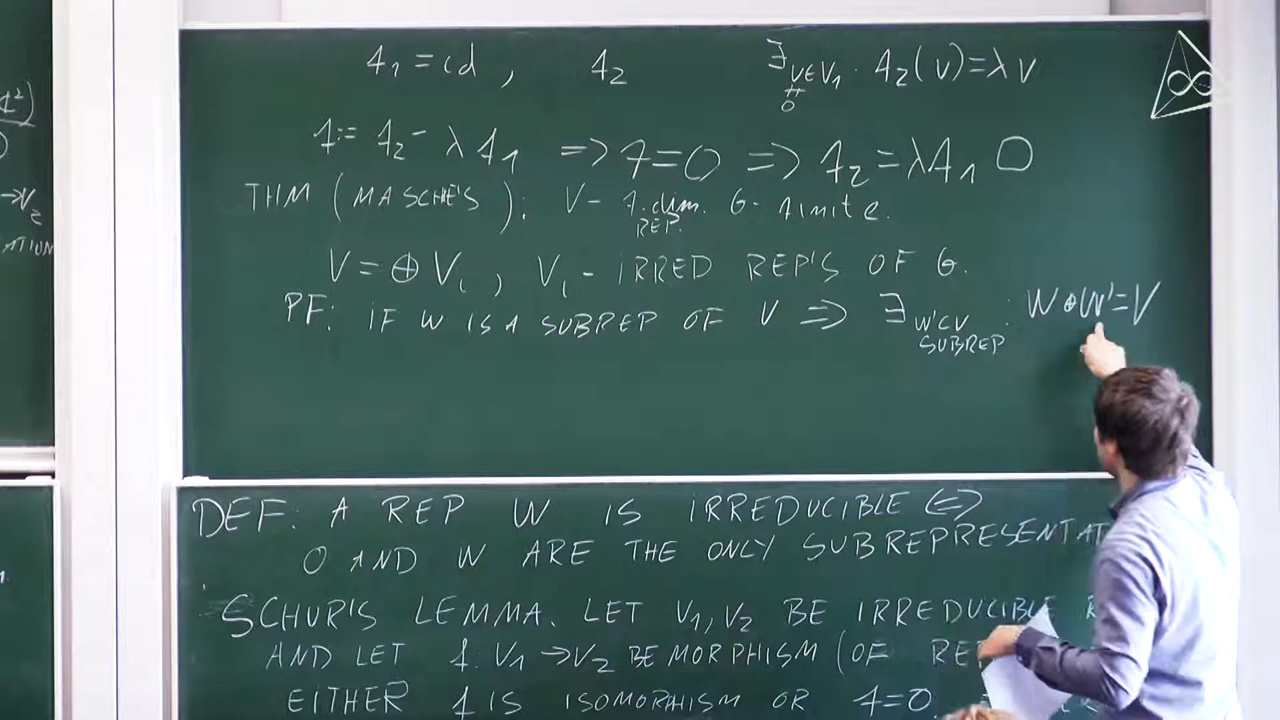 f₁ = id , f₂ ∃ v∈V₁ . f₂(v)=λv
≠
0
f:= f₂ - λ f₁ => f=0 => f₂=λf₁ □
THM (MASCHE'S): V - f.dim. G-finite.
REP.
V = ⊕ Vᵢ , Vᵢ - IRRED REP'S OF G.
PF: IF W IS A SUBREP OF V => ∃ W'⊂V : W⊕W'=V
SUBREP
DEF: A REP W IS IRREDUCIBLE <=>
0 AND W ARE THE ONLY SUBREPRESENTAT
SCHUR'S LEMMA. LET V₁,V₂ BE IRREDUCIBLE
AND LET f: V₁ → V₂ BE MORPHISM (OF REP
EITHER f IS ISOMORPHISM OR f=0.